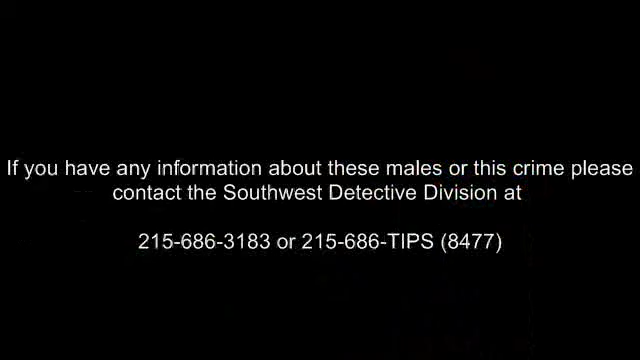 If you have any information about these males or this crime please
contact the Southwest Detective Division at
215-686-3183 or 215-686-TIPS (8477)